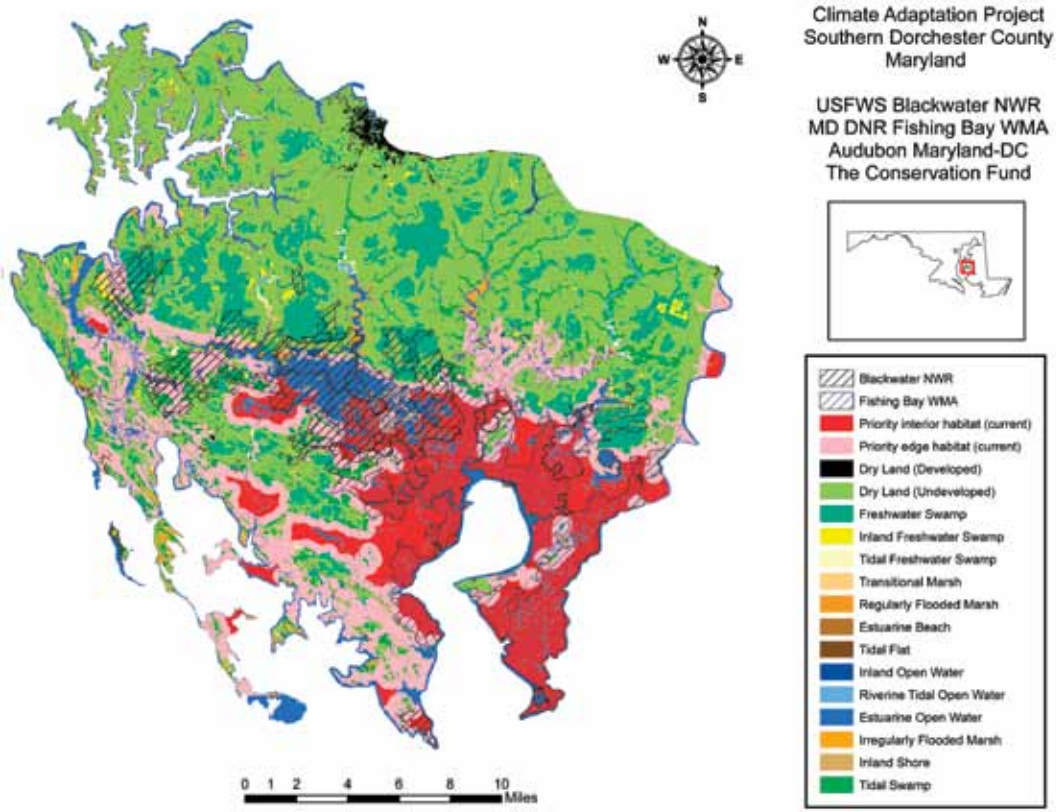 Climate Adaptation Project
Southern Dorchester County
Maryland
USFWS Blackwater NWR
MD DNR Fishing Bay WMA
Audubon Maryland-DC
The Conservation Fund
N
W E
S
Blackwater NWR
Fishing Bay WMA
Priority interior habitat (current)
Priority edge habitat (current)
Dry Land (Developed)
Dry Land (Undeveloped)
Freshwater Swamp
Inland Freshwater Swamp
Tidal Freshwater Swamp
Transitional Marsh
Regularly Flooded Marsh
Estuarine Beach
Tidal Flat
Inland Open Water
Riverine Tidal Open Water
Estuarine Open Water
Irregularly Flooded Marsh
Inland Shore
Tidal Swamp
0 1 2 4 6 8 10
Miles